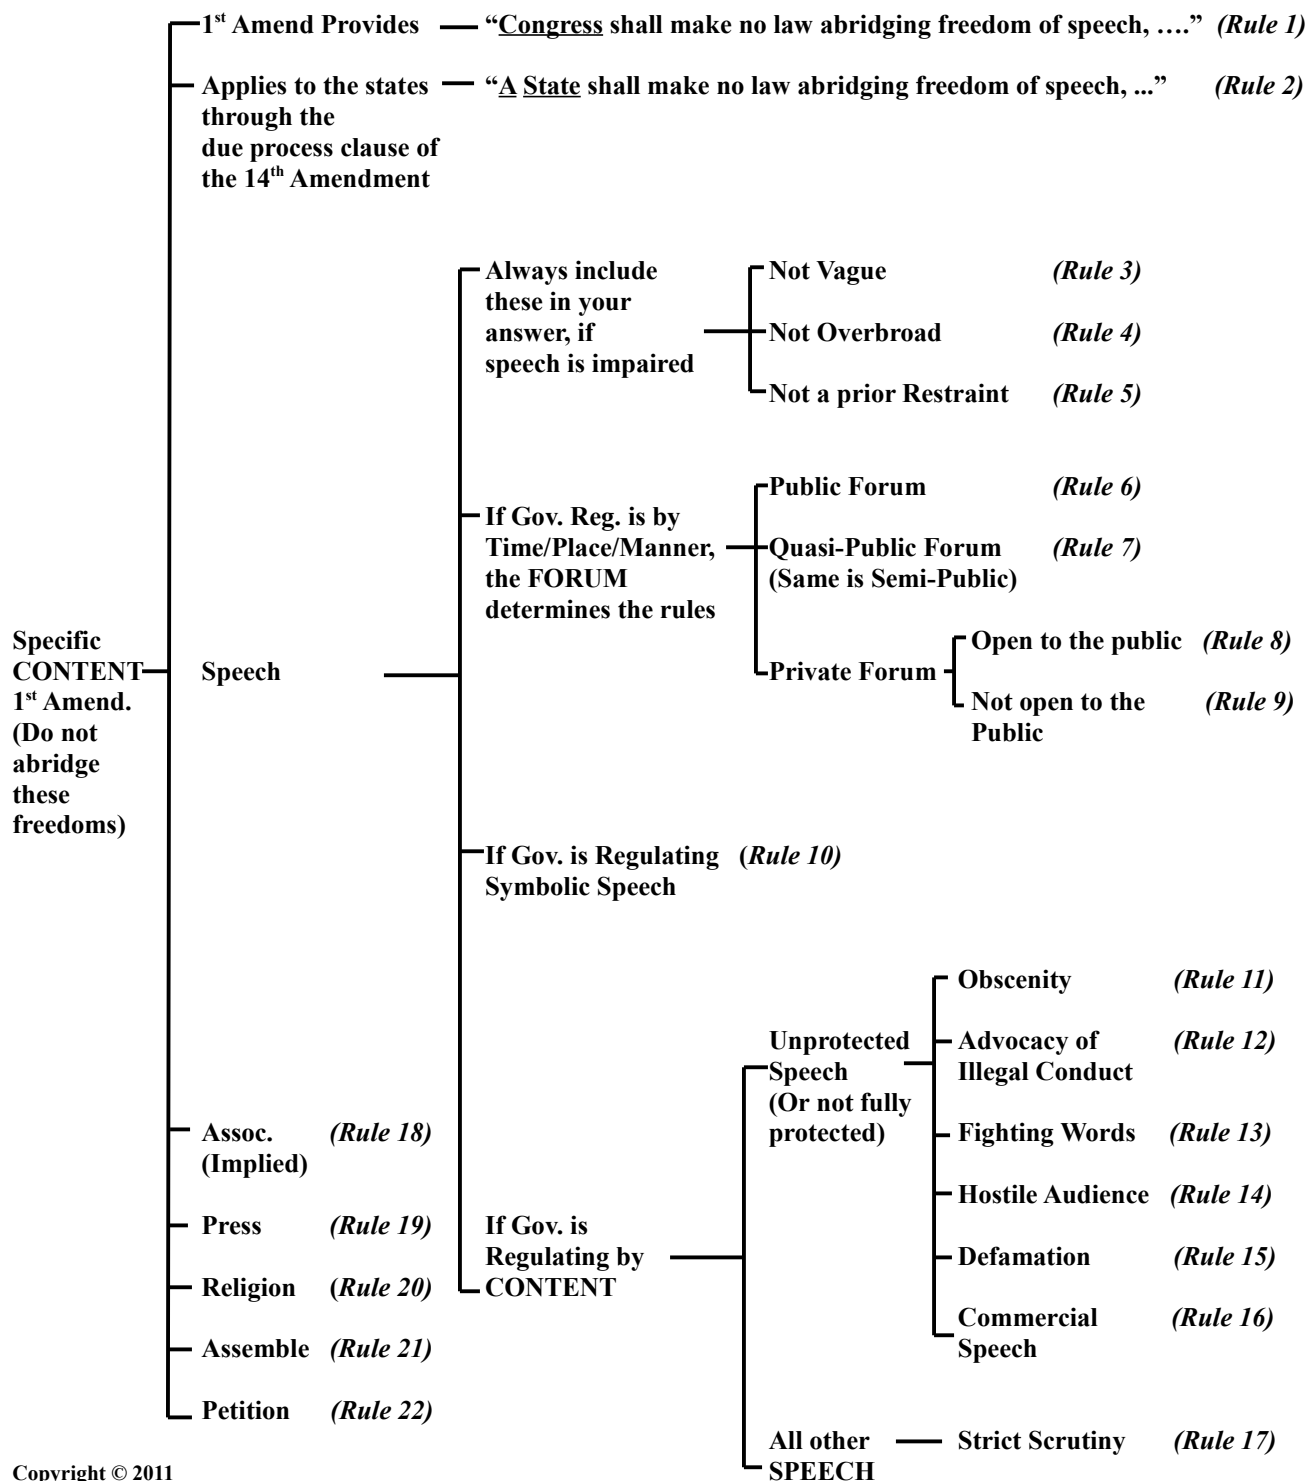 1st Amend Provides “Congress shall make no law abridging freedom of speech, ….” (Rule 1)
Applies to the states “A State shall make no law abridging freedom of speech, ...” (Rule 2)
through the
due process clause of
the 14th Amendment
Specific
CONTENT
1st Amend.
(Do not
abridge
these
freedoms)
Speech
Always include
these in your
answer, if
speech is impaired
Not Vague (Rule 3)
Not Overbroad (Rule 4)
Not a prior Restraint (Rule 5)
If Gov. Reg. is by
Time/Place/Manner,
the FORUM
determines the rules
Public Forum (Rule 6)
Quasi-Public Forum (Rule 7)
(Same is Semi-Public)
Private Forum
Open to the public (Rule 8)
Not open to the (Rule 9)
Public
If Gov. is Regulating (Rule 10)
Symbolic Speech
If Gov. is
Regulating by
CONTENT
Unprotected
Speech
(Or not fully
protected)
Obscenity (Rule 11)
Advocacy of (Rule 12)
Illegal Conduct
Fighting Words (Rule 13)
Hostile Audience (Rule 14)
Defamation (Rule 15)
Commercial (Rule 16)
Speech
All other Strict Scrutiny (Rule 17)
SPEECH
Assoc. (Rule 18)
(Implied)
Press (Rule 19)
Religion (Rule 20)
Assemble (Rule 21)
Petition (Rule 22)
Copyright © 2011